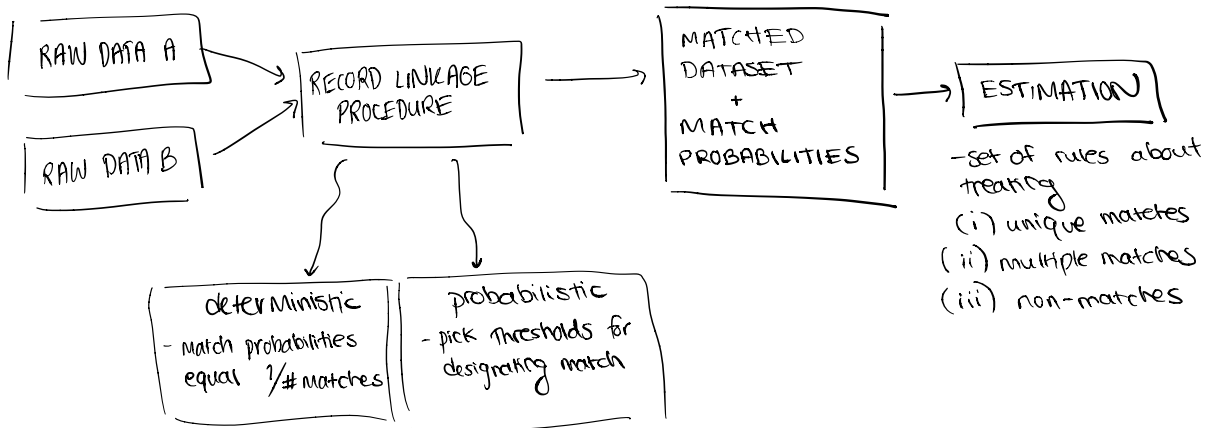 RAW DATA A
RAW DATA B
RECORD LINKAGE
PROCEDURE
MATCHED
DATASET
+
MATCH
PROBABILITIES
ESTIMATION
-set of rules about
treating
(i) unique matches
(ii) multiple matches
(iii) non-matches
deterministic
- Match probabilities
equal 1/# matches
probabilistic
- pick thresholds for
designating match